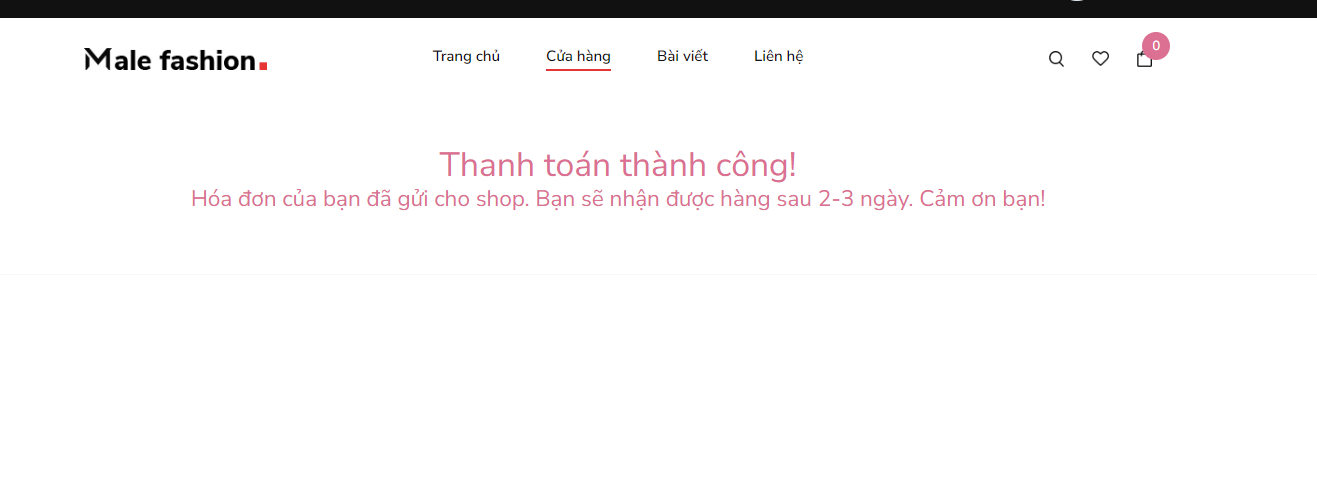 Male fashion.
Trang chủ Cửa hàng Bài viết Liên hệ
0
Thanh toán thành công!
Hóa đơn của bạn đã gửi cho shop. Bạn sẽ nhận được hàng sau 2-3 ngày. Cảm ơn bạn!